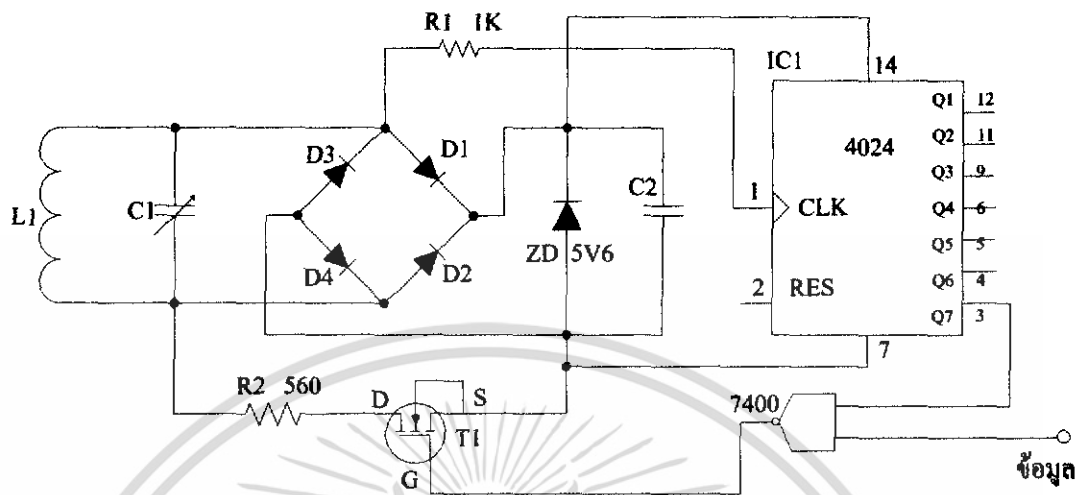 R1 1K
IC1
14
Q1 12
D3
D1
Q2 11
4024
Q3 9
C2
L1
C1
1
CLK
Q4 6
ZD 5V6
Q5 5
D4
D2
2
RES
Q6 4
Q7 3
7
R2 560
D
S
7400
T1
G
ข้อมูล